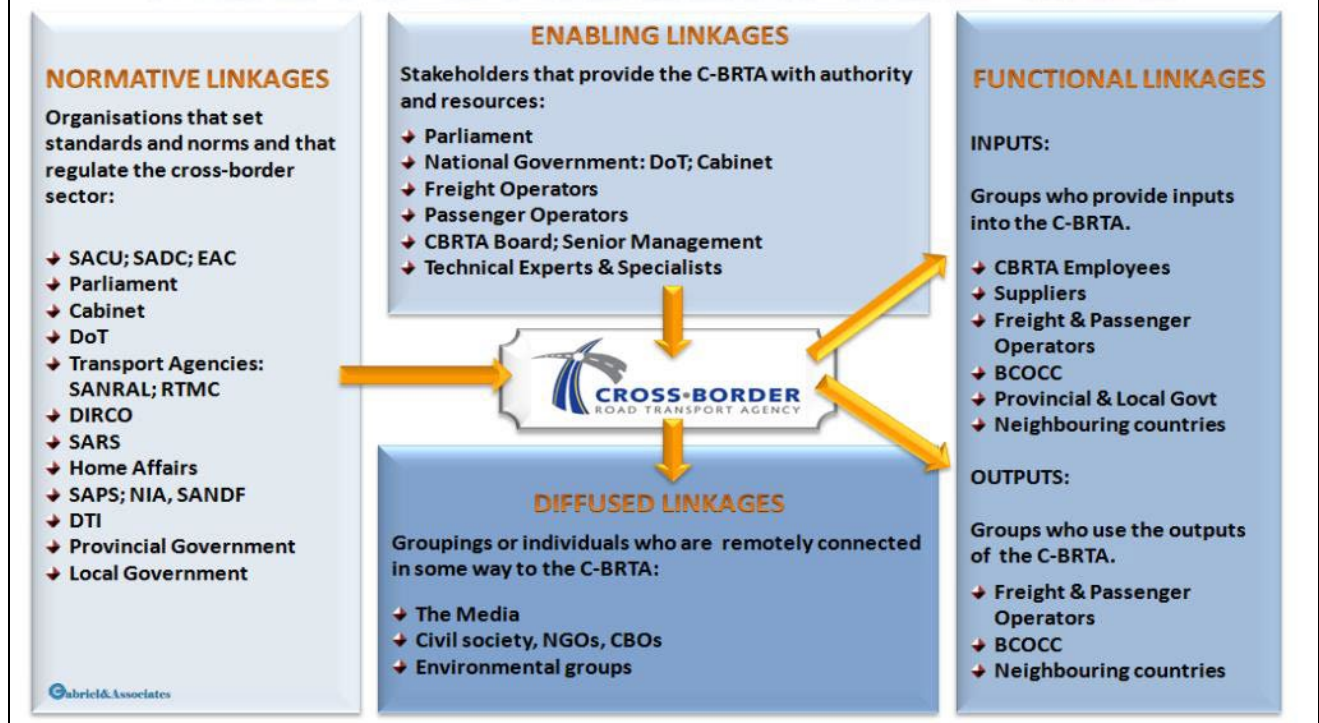 NORMATIVE LINKAGES
Organisations that set
standards and norms and that
regulate the cross-border
sector:
SACU; SADC; EAC
Parliament
Cabinet
DoT
Transport Agencies:
SANRAL; RTMC
DIRCO
SARS
Home Affairs
SAPS; NIA, SANDF
DTI
Provincial Government
Local Government
Gabriel&Associates
ENABLING LINKAGES
Stakeholders that provide the C-BRTA with authority
and resources:
Parliament
National Government: DoT; Cabinet
Freight Operators
Passenger Operators
CBRTA Board; Senior Management
Technical Experts & Specialists
CROSS-BORDER
ROAD TRANSPORT AGENCY
DIFFUSED LINKAGES
Groupings or individuals who are remotely connected
in some way to the C-BRTA:
The Media
Civil society, NGOs, CBOs
Environmental groups
FUNCTIONAL LINKAGES
INPUTS:
Groups who provide inputs
into the C-BRTA.
CBRTA Employees
Suppliers
Freight & Passenger
Operators
BCOCC
Provincial & Local Govt
Neighbouring countries
OUTPUTS:
Groups who use the outputs
of the C-BRTA.
Freight & Passenger
Operators
BCOCC
Neighbouring countries